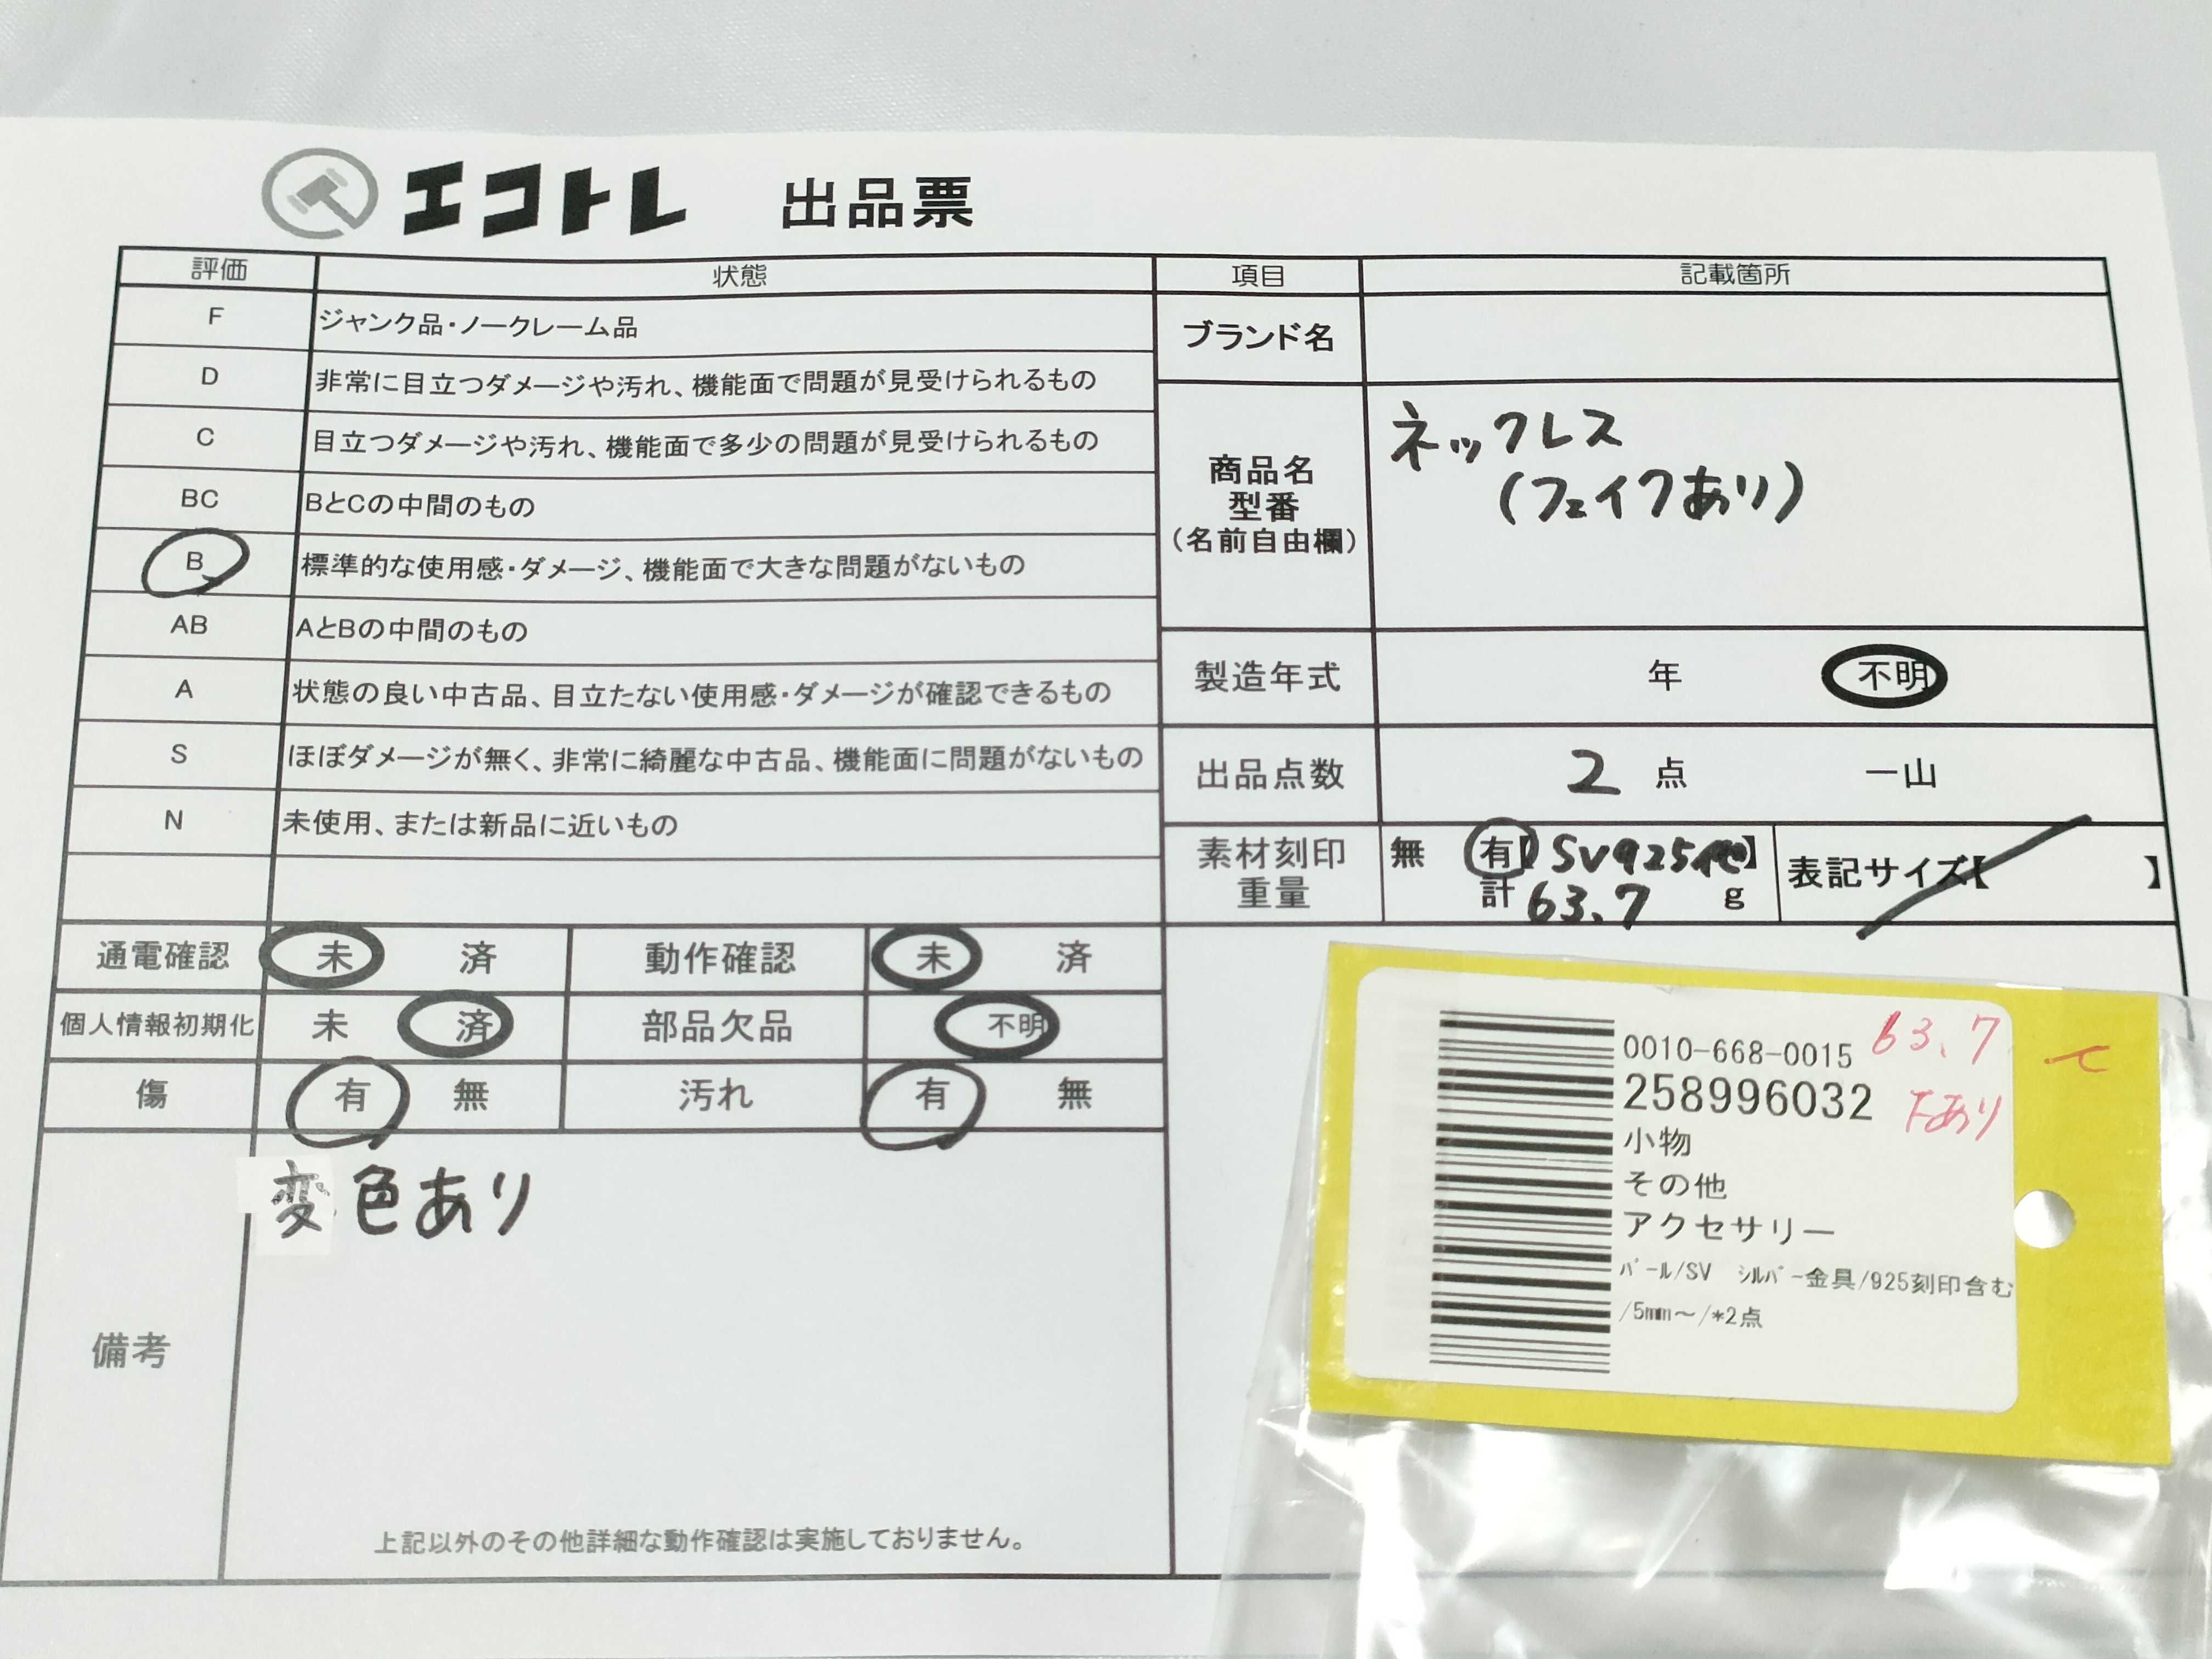 エコトレ 出品票
評価 状態 項目 記載箇所
F ジャンク品・ノークレーム品
D 非常に目立つダメージや汚れ、機能面で問題が見受けられるもの
C 目立つダメージや汚れ、機能面で多少の問題が見受けられるもの
BC BとCの中間のもの
B 標準的な使用感・ダメージ、機能面で大きな問題がないもの
AB AとBの中間のもの
A 状態の良い中古品、目立たない使用感・ダメージが確認できるもの
S ほぼダメージが無く、非常に綺麗な中古品、機能面に問題がないもの
N 未使用、または新品に近いもの
ブランド名
商品名
型番
(名前自由欄)
ネックレス
(フェイクあり)
製造年式 年 不明
出品点数 2 点 一山
素材刻印
重量
無 有【SV925他】
計 63.7 g
表記サイズ【 】
通電確認 未 済 動作確認 未 済
個人情報初期化 未 済 部品欠品 不明
傷 有 無 汚れ 有 無
備考
変色あり
上記以外のその他詳細な動作確認は実施しておりません。
0010-668-0015 63.7
258996032 Fあり
小物
その他
アクセサリー
ﾊﾟｰﾙ/SV ｼﾙﾊﾞｰ金具/925刻印含む
/5mm～/*2点